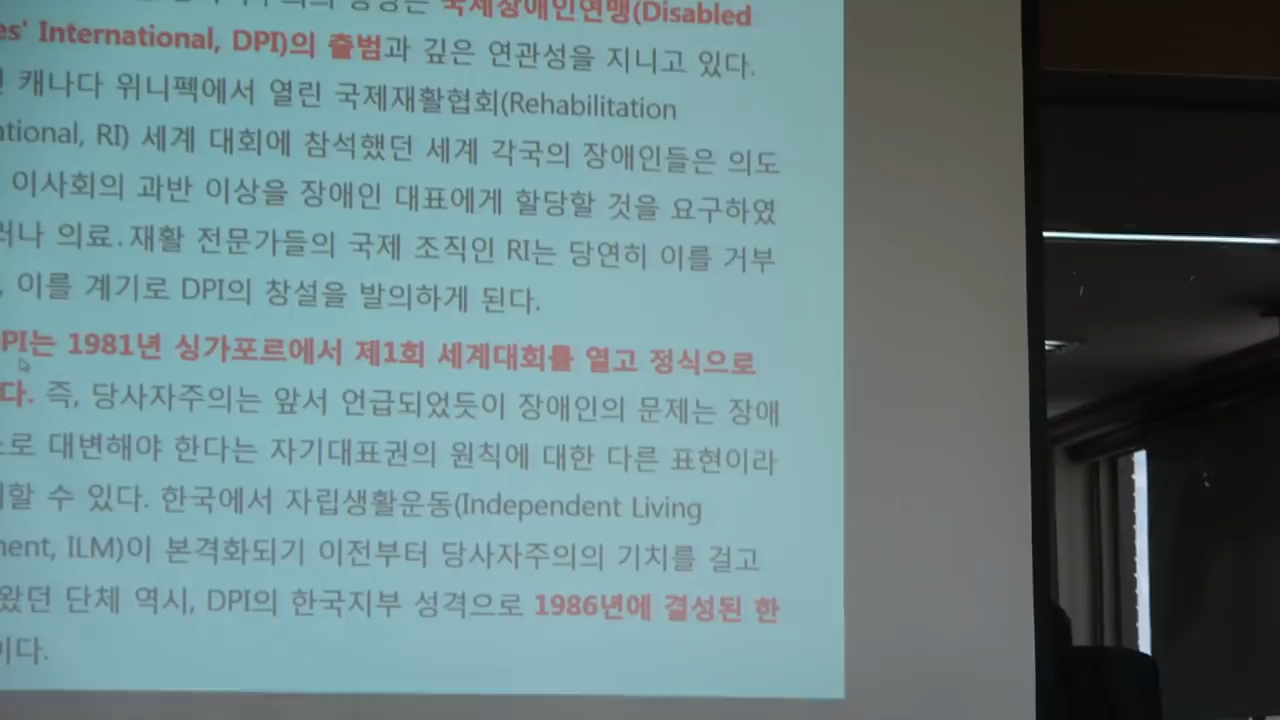 국제장애인연맹(Disabled
es' International, DPI)의 출범과 깊은 연관성을 지니고 있다.
캐나다 위니펙에서 열린 국제재활협회(Rehabilitation
ational, RI) 세계 대회에 참석했던 세계 각국의 장애인들은 의도
이사회의 과반 이상을 장애인 대표에게 할당할 것을 요구하였
러나 의료.재활 전문가들의 국제 조직인 RI는 당연히 이를 거부
, 이를 계기로 DPI의 창설을 발의하게 된다.
PI는 1981년 싱가포르에서 제1회 세계대회를 열고 정식으로
다. 즉, 당사자주의는 앞서 언급되었듯이 장애인의 문제는 장애
로 대변해야 한다는 자기대표권의 원칙에 대한 다른 표현이라
할 수 있다. 한국에서 자립생활운동(Independent Living
ment, ILM)이 본격화되기 이전부터 당사자주의의 기치를 걸고
왔던 단체 역시, DPI의 한국지부 성격으로 1986년에 결성된 한
이다.